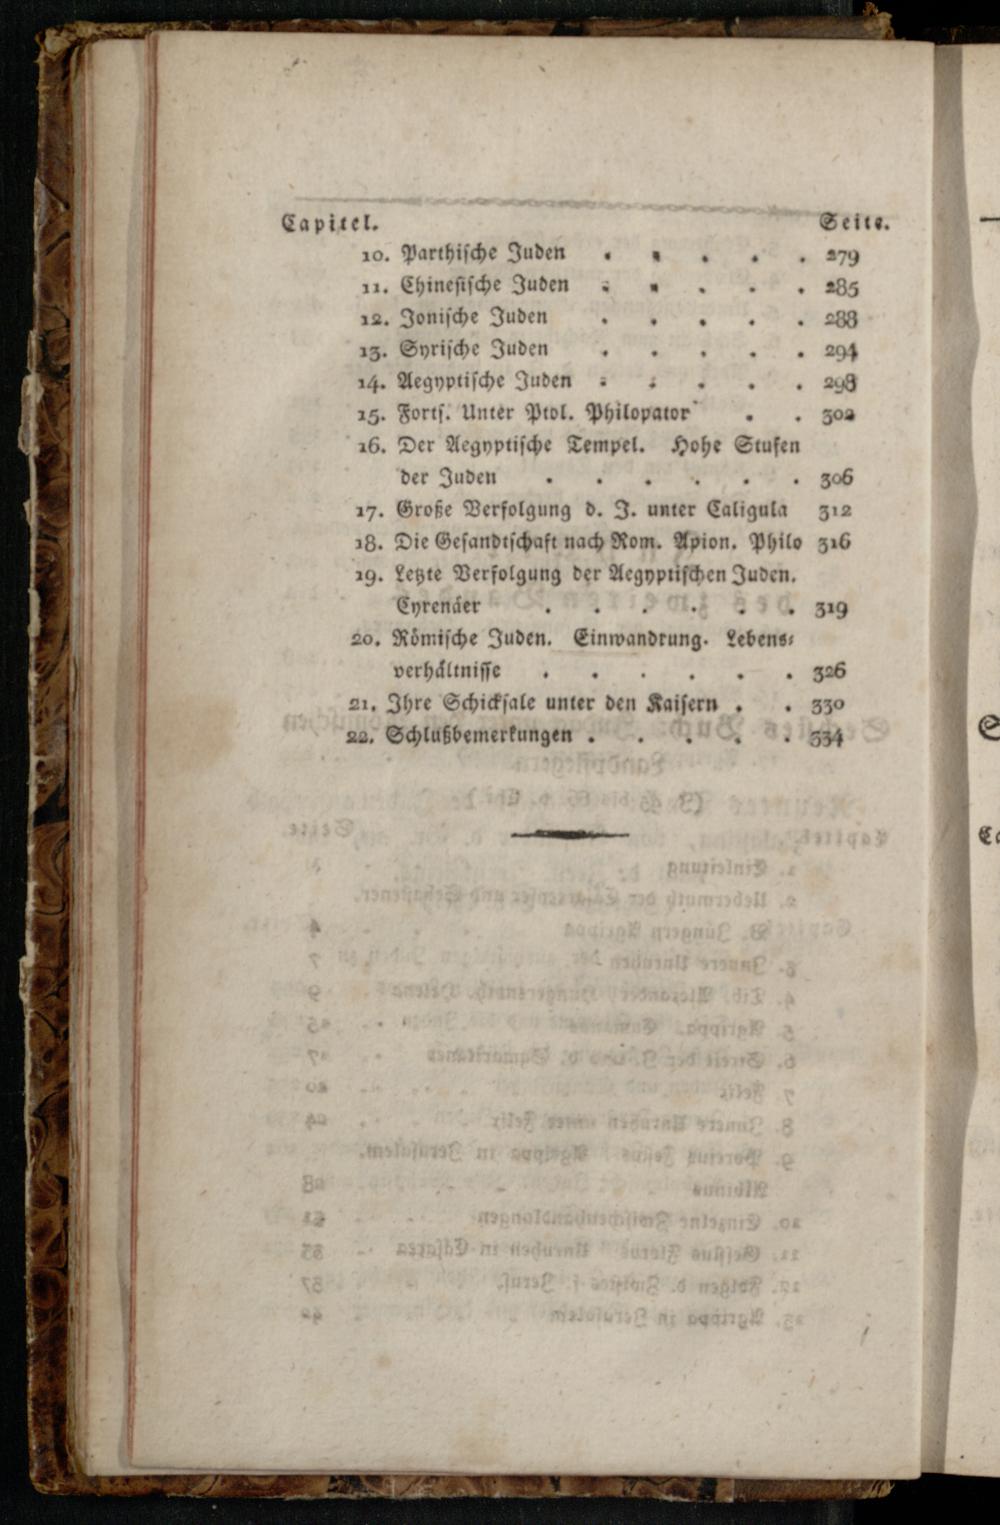 Capitel. Seite.
10. Parthische Juden . . . . . 279
11. Chinesische Juden . . . . . 285
12. Jonische Juden . . . . . 288
13. Syrische Juden . . . . . 294
14. Aegyptische Juden . . . . . 298
15. Forts. Unter Ptol. Philopator . . 302
16. Der Aegyptische Tempel. Hohe Stufen
der Juden . . . . . . 306
17. Große Verfolgung d. J. unter Caligula 312
18. Die Gesandtschaft nach Rom. Apion. Philo 316
19. Letzte Verfolgung der Aegyptischen Juden.
Cyrenäer . . . . . . 319
20. Römische Juden. Einwandrung. Lebens-
verhältnisse . . . . . . 326
21. Ihre Schicksale unter den Kaisern . . 330
22. Schlußbemerkungen . . . . . 334